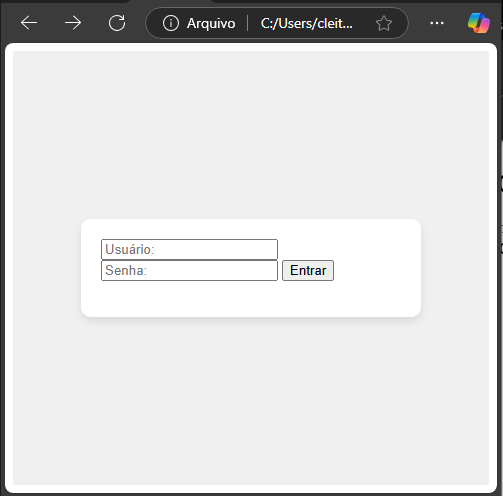 Arquivo C:/Users/cleit...
Usuário:
Senha: Entrar